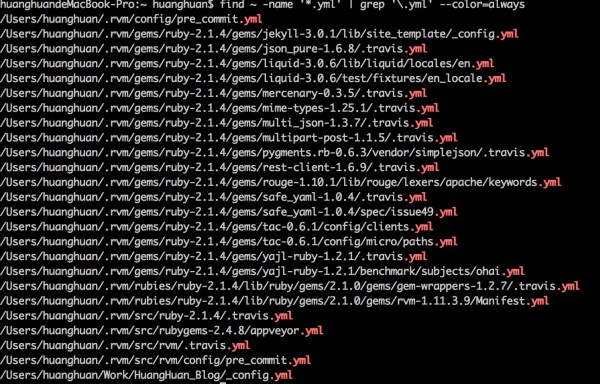 huanghuandeMacBook-Pro:~ huanghuan$ find ~ -name '*.yml' | grep '\.yml' --color=always
/Users/huanghuan/.rvm/config/pre_commit.yml
/Users/huanghuan/.rvm/gems/ruby-2.1.4/gems/jekyll-3.0.1/lib/site_template/_config.yml
/Users/huanghuan/.rvm/gems/ruby-2.1.4/gems/json_pure-1.6.8/.travis.yml
/Users/huanghuan/.rvm/gems/ruby-2.1.4/gems/liquid-3.0.6/lib/liquid/locales/en.yml
/Users/huanghuan/.rvm/gems/ruby-2.1.4/gems/liquid-3.0.6/test/fixtures/en_locale.yml
/Users/huanghuan/.rvm/gems/ruby-2.1.4/gems/mercenary-0.3.5/.travis.yml
/Users/huanghuan/.rvm/gems/ruby-2.1.4/gems/mime-types-1.25.1/.travis.yml
/Users/huanghuan/.rvm/gems/ruby-2.1.4/gems/multi_json-1.3.7/.travis.yml
/Users/huanghuan/.rvm/gems/ruby-2.1.4/gems/multipart-post-1.1.5/.travis.yml
/Users/huanghuan/.rvm/gems/ruby-2.1.4/gems/pygments.rb-0.6.3/vendor/simplejson/.travis.yml
/Users/huanghuan/.rvm/gems/ruby-2.1.4/gems/rest-client-1.6.9/.travis.yml
/Users/huanghuan/.rvm/gems/ruby-2.1.4/gems/rouge-1.10.1/lib/rouge/lexers/apache/keywords.yml
/Users/huanghuan/.rvm/gems/ruby-2.1.4/gems/safe_yaml-1.0.4/.travis.yml
/Users/huanghuan/.rvm/gems/ruby-2.1.4/gems/safe_yaml-1.0.4/spec/issue49.yml
/Users/huanghuan/.rvm/gems/ruby-2.1.4/gems/tac-0.6.1/config/clients.yml
/Users/huanghuan/.rvm/gems/ruby-2.1.4/gems/tac-0.6.1/config/micro/paths.yml
/Users/huanghuan/.rvm/gems/ruby-2.1.4/gems/yajl-ruby-1.2.1/.travis.yml
/Users/huanghuan/.rvm/gems/ruby-2.1.4/gems/yajl-ruby-1.2.1/benchmark/subjects/ohai.yml
/Users/huanghuan/.rvm/rubies/ruby-2.1.4/lib/ruby/gems/2.1.0/gems/gem-wrappers-1.2.7/.travis.yml
/Users/huanghuan/.rvm/rubies/ruby-2.1.4/lib/ruby/gems/2.1.0/gems/rvm-1.11.3.9/Manifest.yml
/Users/huanghuan/.rvm/src/ruby-2.1.4/.travis.yml
/Users/huanghuan/.rvm/src/rubygems-2.4.8/appveyor.yml
/Users/huanghuan/.rvm/src/rvm/.travis.yml
/Users/huanghuan/.rvm/src/rvm/config/pre_commit.yml
/Users/huanghuan/Work/HuangHuan_Blog/_config.yml